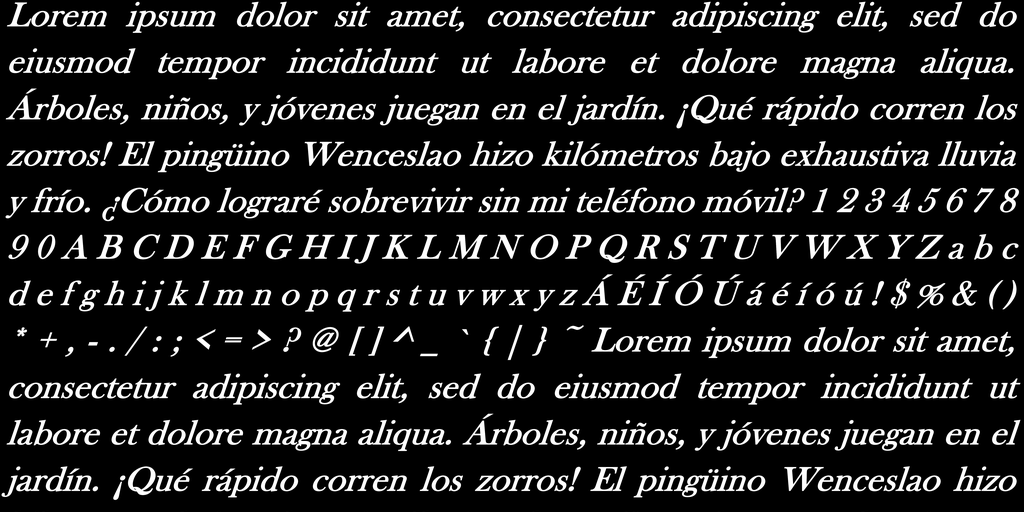 Lorem ipsum dolor sit amet, consectetur adipiscing elit, sed do
eiusmod tempor incididunt ut labore et dolore magna aliqua.
Árboles, niños, y jóvenes juegan en el jardín. ¡Qué rápido corren los
zorros! El pingüino Wenceslao hizo kilómetros bajo exhaustiva lluvia
y frío. ¿Cómo lograré sobrevivir sin mi teléfono móvil? 1 2 3 4 5 6 7 8
9 0 A B C D E F G H I J K L M N O P Q R S T U V W X Y Z a b c
d e f g h i j k l m n o p q r s t u v w x y z Á É Í Ó Ú á é í ó ú ! $ % & ( )
* + , - . / : ; < = > ? @ [ ] ^ _ ` { | } ~ Lorem ipsum dolor sit amet,
consectetur adipiscing elit, sed do eiusmod tempor incididunt ut
labore et dolore magna aliqua. Árboles, niños, y jóvenes juegan en el
jardín. ¡Qué rápido corren los zorros! El pingüino Wenceslao hizo